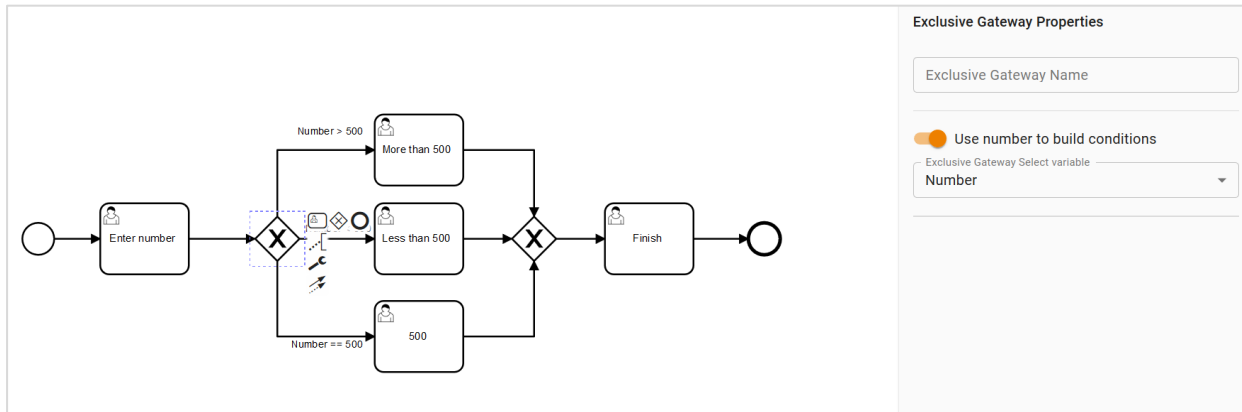 Exclusive Gateway Properties
Exclusive Gateway Name
Use number to build conditions
Exclusive Gateway Select variable
Number
Number > 500
More than 500
Enter number
Less than 500
Finish
500
Number == 500